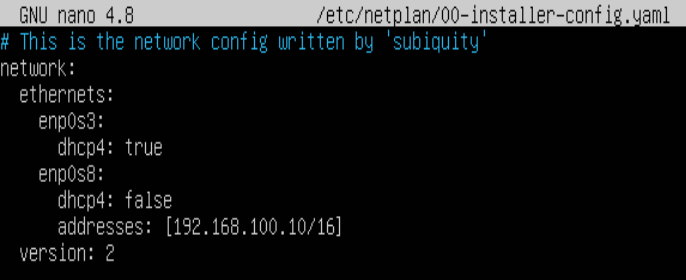 GNU nano 4.8 /etc/netplan/00-installer-config.yaml
# This is the network config written by 'subiquity'
network:
  ethernets:
    enp0s3:
      dhcp4: true
    enp0s8:
      dhcp4: false
      addresses: [192.168.100.10/16]
  version: 2